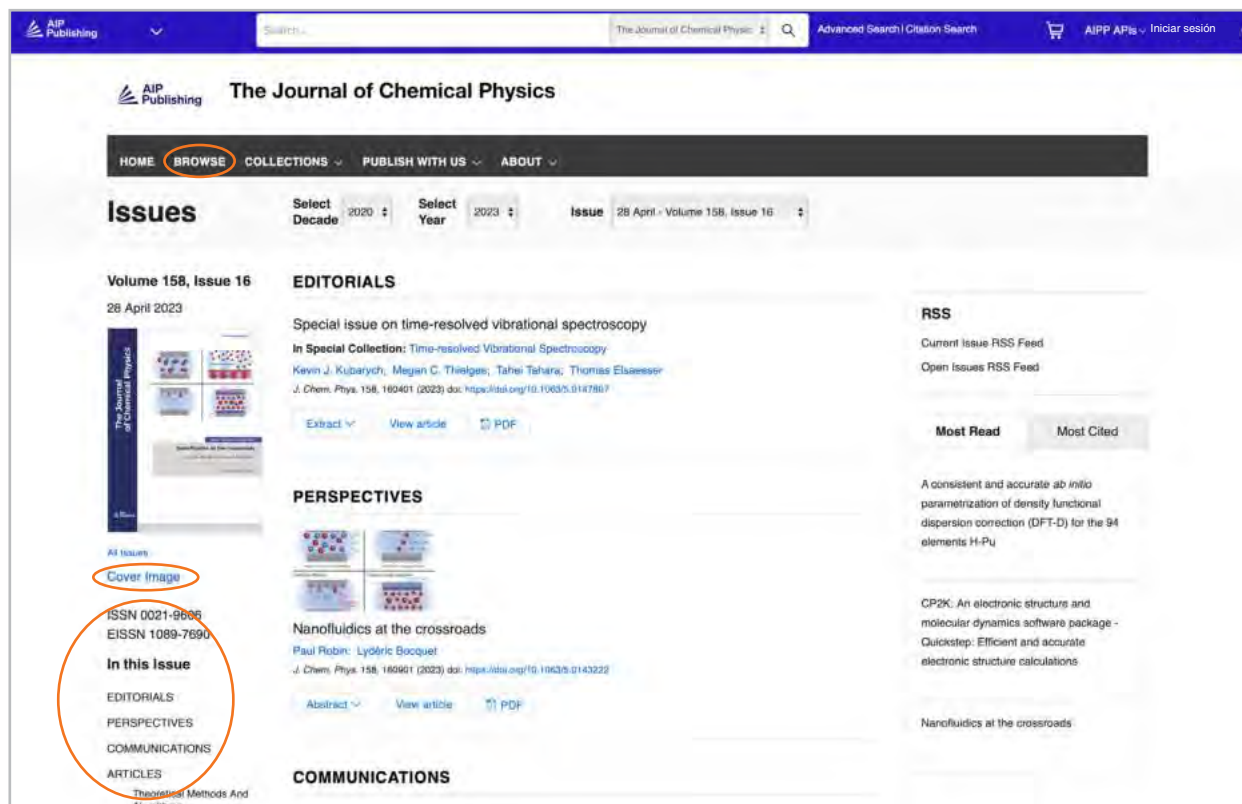 AIP Publishing
Search...
The Journal of Chemical Physic
Advanced Search | Citation Search
AIPP APIs
Iniciar sesión
AIP Publishing
The Journal of Chemical Physics
HOME BROWSE COLLECTIONS PUBLISH WITH US ABOUT
Issues
Select Decade 2020
Select Year 2023
Issue 28 April - Volume 158, Issue 16
Volume 158, Issue 16
28 April 2023
The Journal
of Chemical Physics
All Issues
Cover Image
ISSN 0021-9606
EISSN 1089-7690
In this Issue
EDITORIALS
PERSPECTIVES
COMMUNICATIONS
ARTICLES
Theoretical Methods And
EDITORIALS
Special issue on time-resolved vibrational spectroscopy
In Special Collection: Time-resolved Vibrational Spectroscopy
Kevin J. Kubarych; Megan C. Thielges; Tahei Tahara; Thomas Elsaesser
J. Chem. Phys. 158, 160401 (2023) doi: https://doi.org/10.1063/5.0147807
Extract View article PDF
PERSPECTIVES
Nanofluidics at the crossroads
Paul Robin; Lydéric Bocquet
J. Chem. Phys. 158, 160901 (2023) doi: https://doi.org/10.1063/5.0143222
Abstract View article PDF
COMMUNICATIONS
RSS
Current Issue RSS Feed
Open Issues RSS Feed
Most Read Most Cited
A consistent and accurate ab initio
parametrization of density functional
dispersion correction (DFT-D) for the 94
elements H-Pu
CP2K: An electronic structure and
molecular dynamics software package -
Quickstep: Efficient and accurate
electronic structure calculations
Nanofluidics at the crossroads